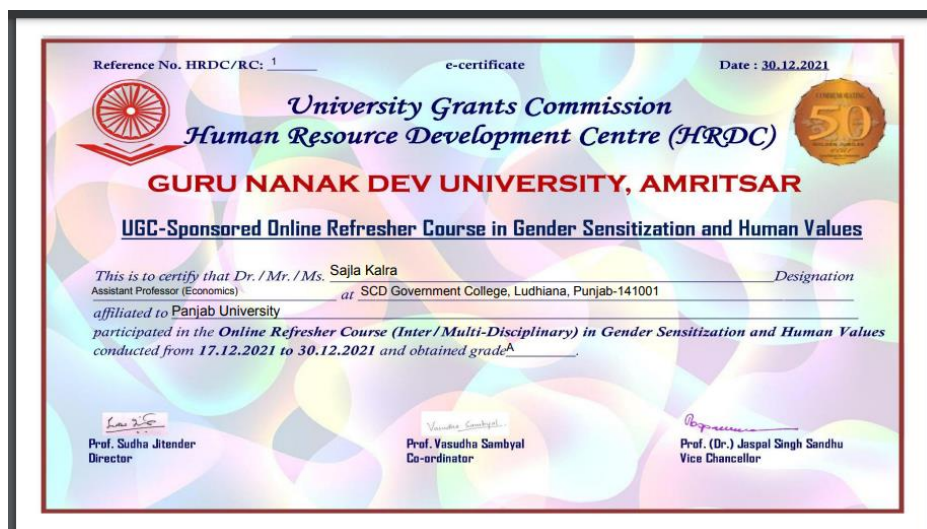 Reference No. HRDC/RC: 1 e-certificate Date : 30.12.2021
University Grants Commission
Human Resource Development Centre (HRDC)
50
GURU NANAK DEV UNIVERSITY, AMRITSAR
UGC-Sponsored Online Refresher Course in Gender Sensitization and Human Values
This is to certify that Dr./Mr./Ms. Sajla Kalra Designation
Assistant Professor (Economics) at SCD Government College, Ludhiana, Punjab-141001
affiliated to Panjab University
participated in the Online Refresher Course (Inter/Multi-Disciplinary) in Gender Sensitization and Human Values
conducted from 17.12.2021 to 30.12.2021 and obtained grade A.
Vasudha Sambyal
Prof. Sudha Jitender Prof. Vasudha Sambyal Prof. (Dr.) Jaspal Singh Sandhu
Director Co-ordinator Vice Chancellor